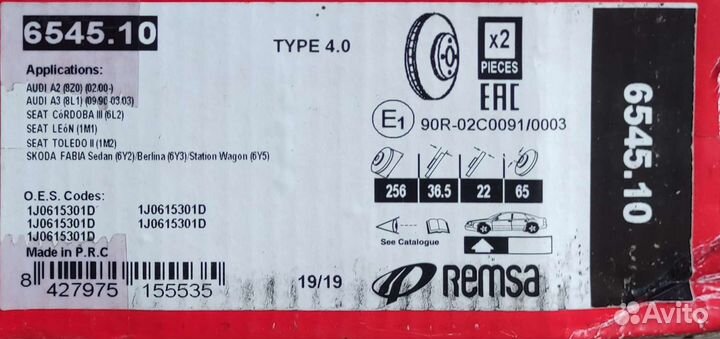 6545.10
TYPE 4.0
x2
PIECES
EAC
Applications:
AUDI A2 (8Z0) (02.00-)
AUDI A3 (8L1) (09.96-03.03)
SEAT CóRDOBA III (6L2)
SEAT LEóN (1M1)
SEAT TOLEDO II (1M2)
SKODA FABIA Sedan (6Y2)/Berlina (6Y3)/Station Wagon (6Y5)
E1 90R-02C0091/0003
256 36.5 22 65
O.E.S. Codes:
1J0615301D 1J0615301D
1J0615301D 1J0615301D
1J0615301D
Made in P.R.C
See Catalogue
8 427975 155535
19/19
Remsa
6545.10
Avito